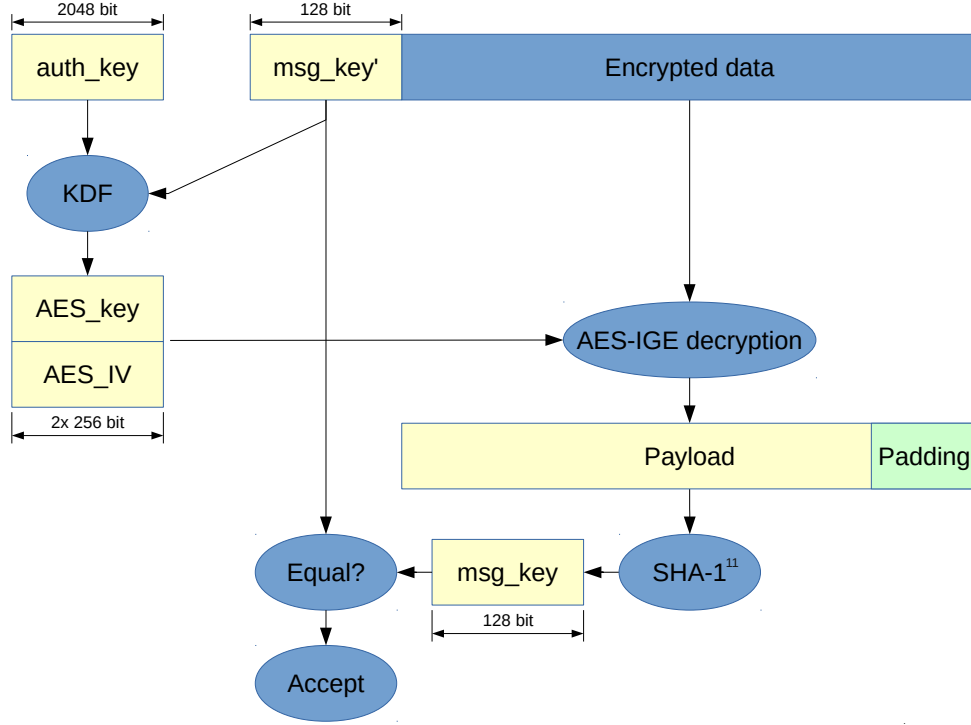 2048 bit
128 bit
auth_key
msg_key'
Encrypted data
KDF
AES_key
AES_IV
AES-IGE decryption
2x 256 bit
Payload
Padding
Equal?
msg_key
SHA-1¹¹
128 bit
Accept